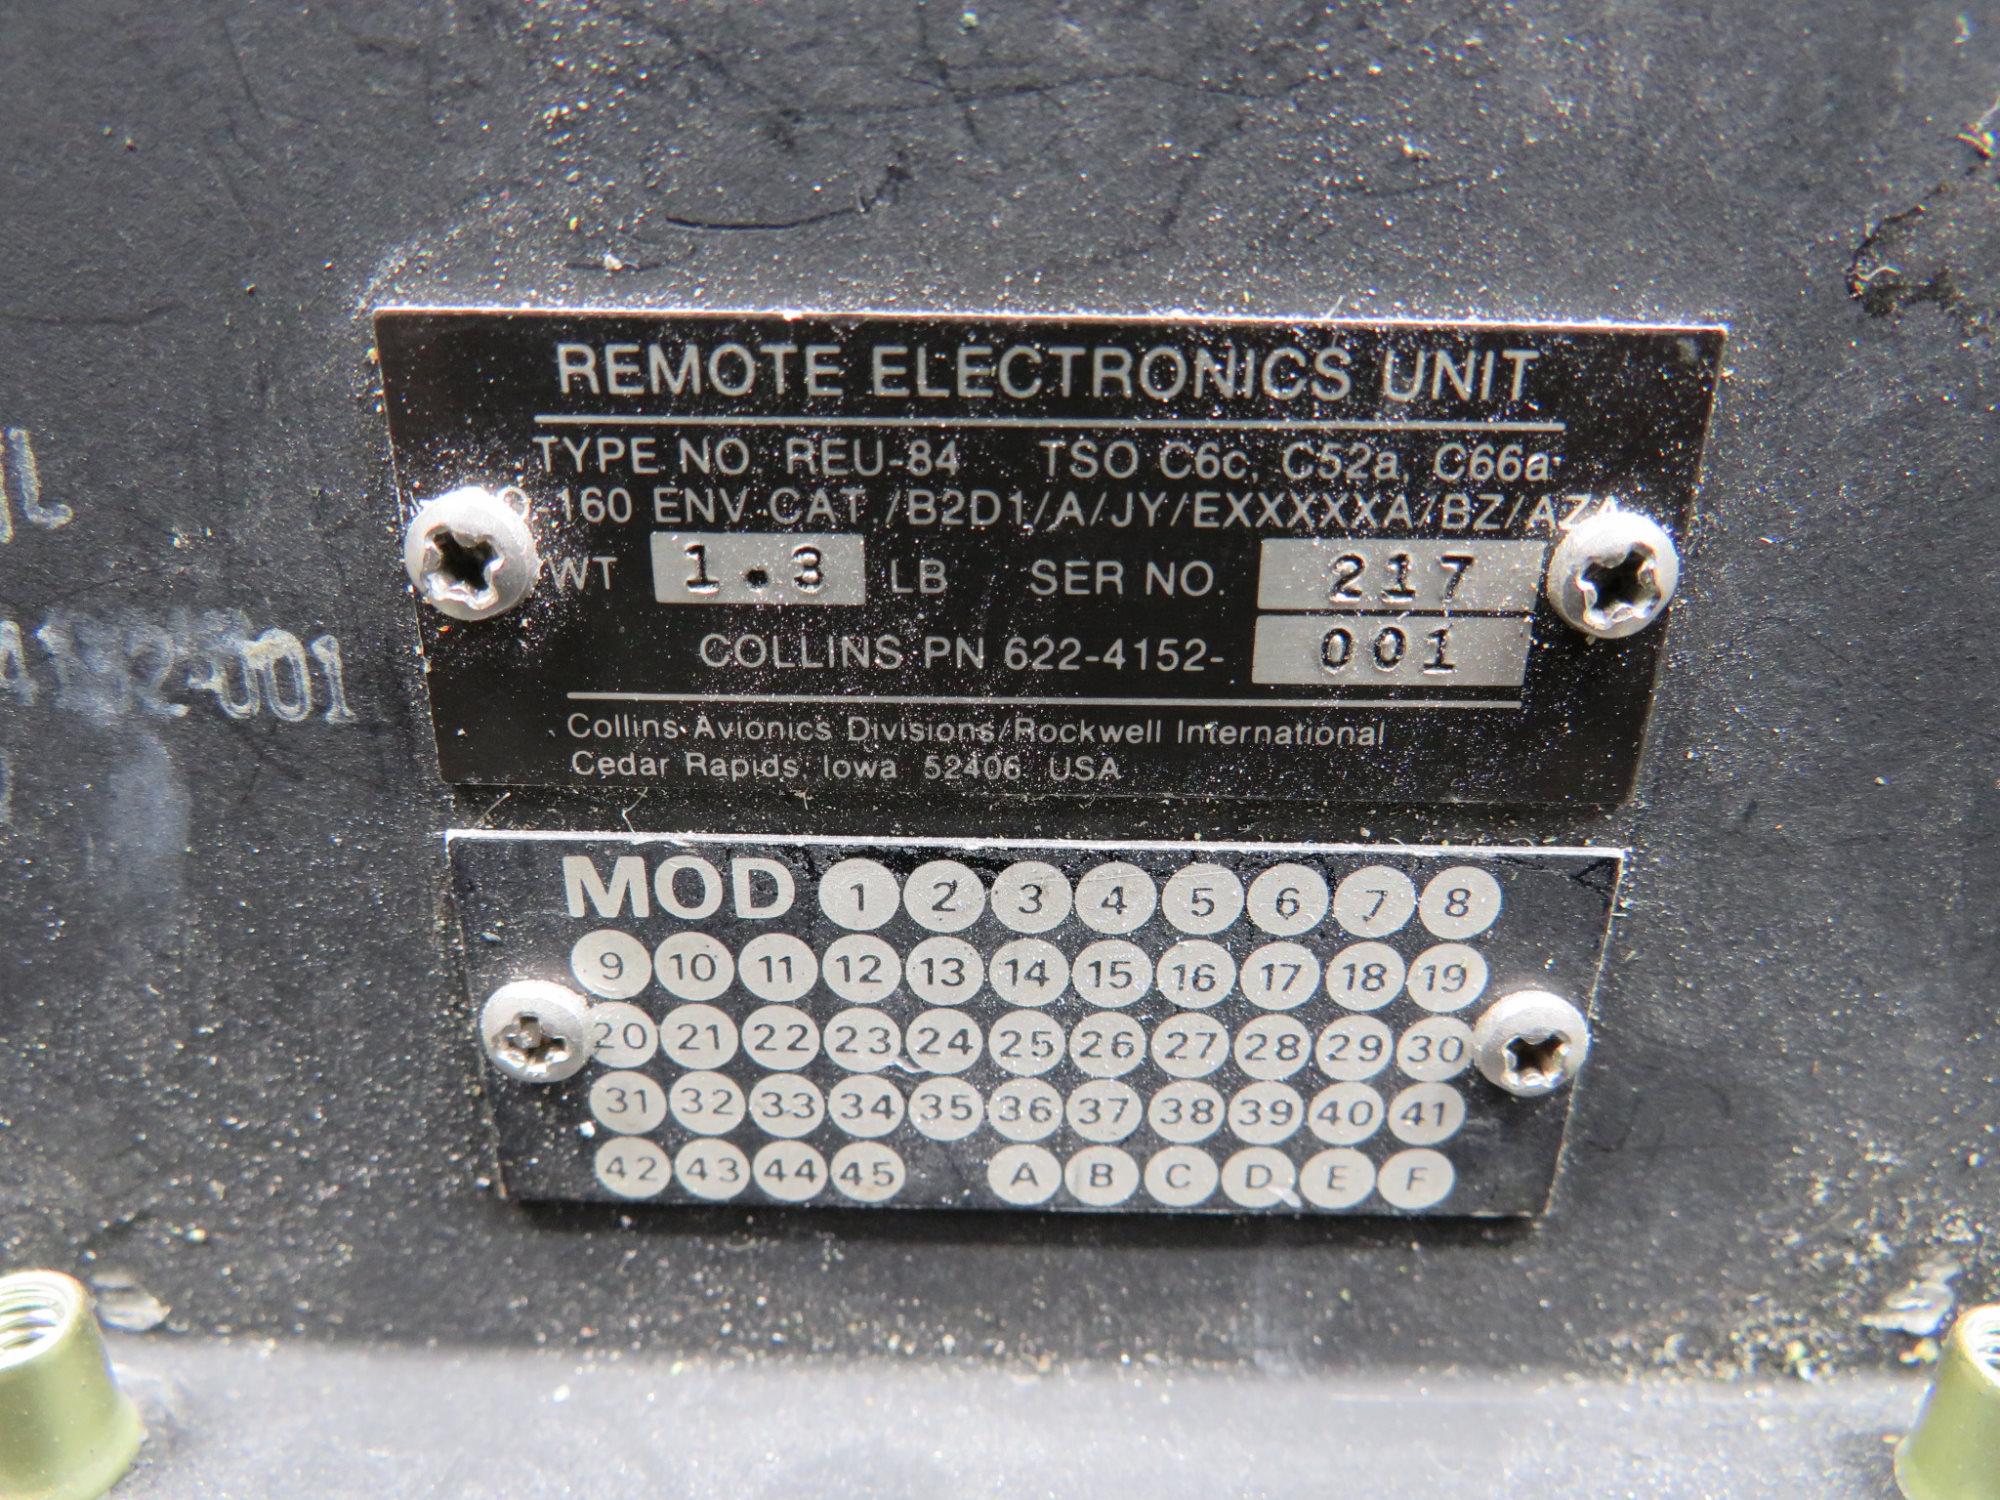 REMOTE ELECTRONICS UNIT
TYPE NO. REU-84 TSO C6c, C52a, C66a
160 ENV. CAT./B2D1/A/JY/EXXXXXA/BZ/AZA
WT 1.3 LB SER NO. 217
COLLINS PN 622-4152- 001
Collins Avionics Divisions/Rockwell International
Cedar Rapids, Iowa 52406 USA
MOD 1 2 3 4 5 6 7 8
9 10 11 12 13 14 15 16 17 18 19
20 21 22 23 24 25 26 27 28 29 30
31 32 33 34 35 36 37 38 39 40 41
42 43 44 45 A B C D E F